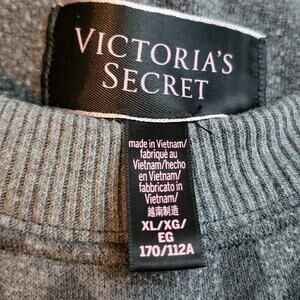 VICTORIA'S
SECRET
made in Vietnam/
fabriqué au
Vietnam/hecho
en Vietnam/
fabbricato in
Vietnam/
越南制造
XL/XG/
EG
170/112A